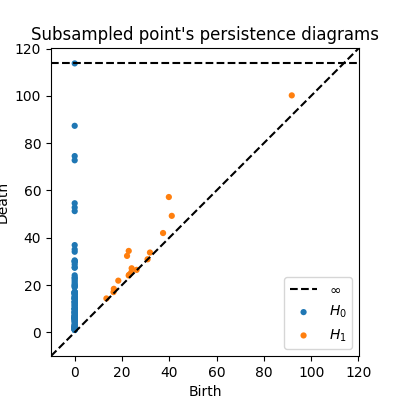 Subsampled point's persistence diagrams
120
100
80
60
40
20
0
Death
0 20 40 60 80 100 120
Birth
∞
H₀
H₁